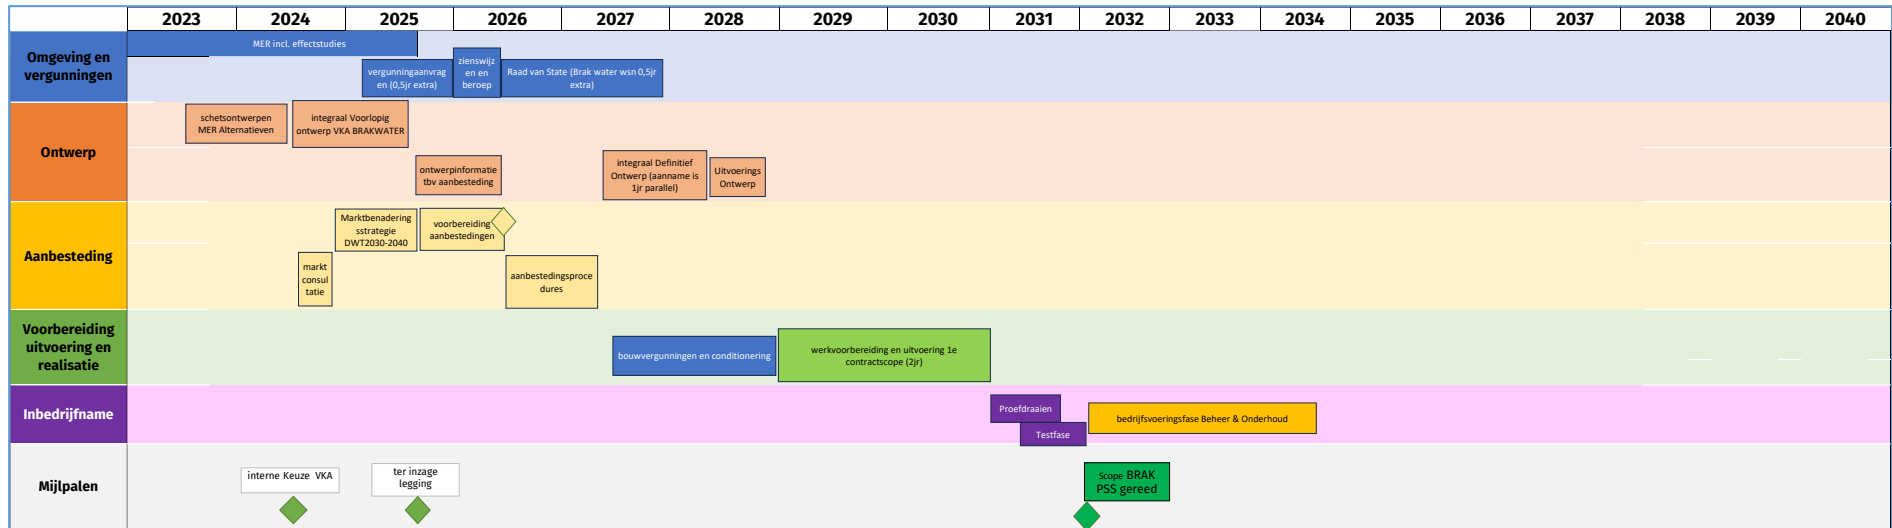 2023 2024 2025 2026 2027 2028 2029 2030 2031 2032 2033 2034 2035 2036 2037 2038 2039 2040
Omgeving en
vergunningen
MER incl. effectstudies
vergunningaanvrag
en (0,5jr extra)
zienswijz
en en
beroep
Raad van State (Brak water wsn 0,5jr
extra)
Ontwerp
schetsontwerpen
MER Alternatieven
integraal Voorlopig
ontwerp VKA BRAKWATER
ontwerpinformatie
tbv aanbesteding
integraal Definitief
Ontwerp (aanname is
1jr parallel)
Uitvoerings
Ontwerp
Aanbesteding
Marktbenadering
sstrategie
DWT2030-2040
voorbereiding
aanbestedingen
markt
consul
tatie
aanbestedingsproce
dures
Voorbereiding
uitvoering en
realisatie
bouwvergunningen en conditionering
werkvoorbereiding en uitvoering 1e
contractscope (2jr)
Inbedrijfname
Proefdraaien
Testfase
bedrijfsvoeringsfase Beheer & Onderhoud
Mijlpalen
interne Keuze VKA
ter inzage
legging
Scope BRAK
PSS gereed